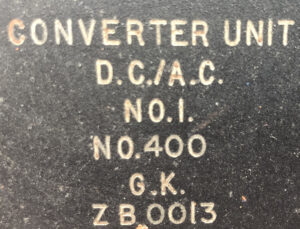 CONVERTER UNIT
D.C./A.C.
NO.1.
NO.400
G.K.
ZB.0013